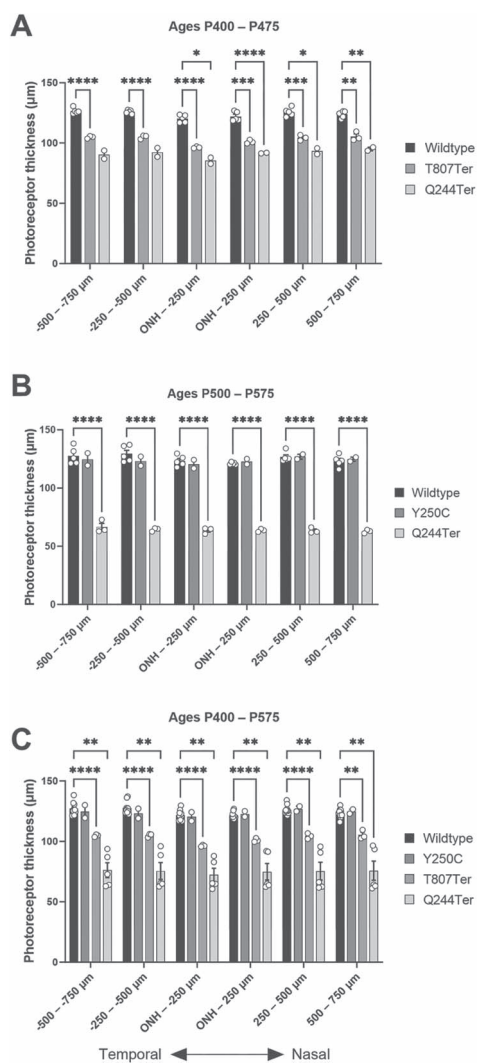 A
Ages P400 – P475
* **** * **
**** **** **** *** *** **
Photoreceptor thickness (µm)
150
100
50
0
Wildtype
T807Ter
Q244Ter
-500 – -750 µm
-250 – -500 µm
ONH – -250 µm
ONH – 250 µm
250 – 500 µm
500 – 750 µm
B
Ages P500 – P575
**** **** **** **** **** ****
Photoreceptor thickness (µm)
150
100
50
0
Wildtype
Y250C
Q244Ter
-500 – -750 µm
-250 – -500 µm
ONH – -250 µm
ONH – 250 µm
250 – 500 µm
500 – 750 µm
Ages P400 – P575
C
** ** ** ** ** **
**** **** **** **** **** **
Photoreceptor thickness (µm)
150
100
50
0
Wildtype
Y250C
T807Ter
Q244Ter
-500 – -750 µm
-250 – -500 µm
ONH – -250 µm
ONH – 250 µm
250 – 500 µm
500 – 750 µm
Temporal Nasal